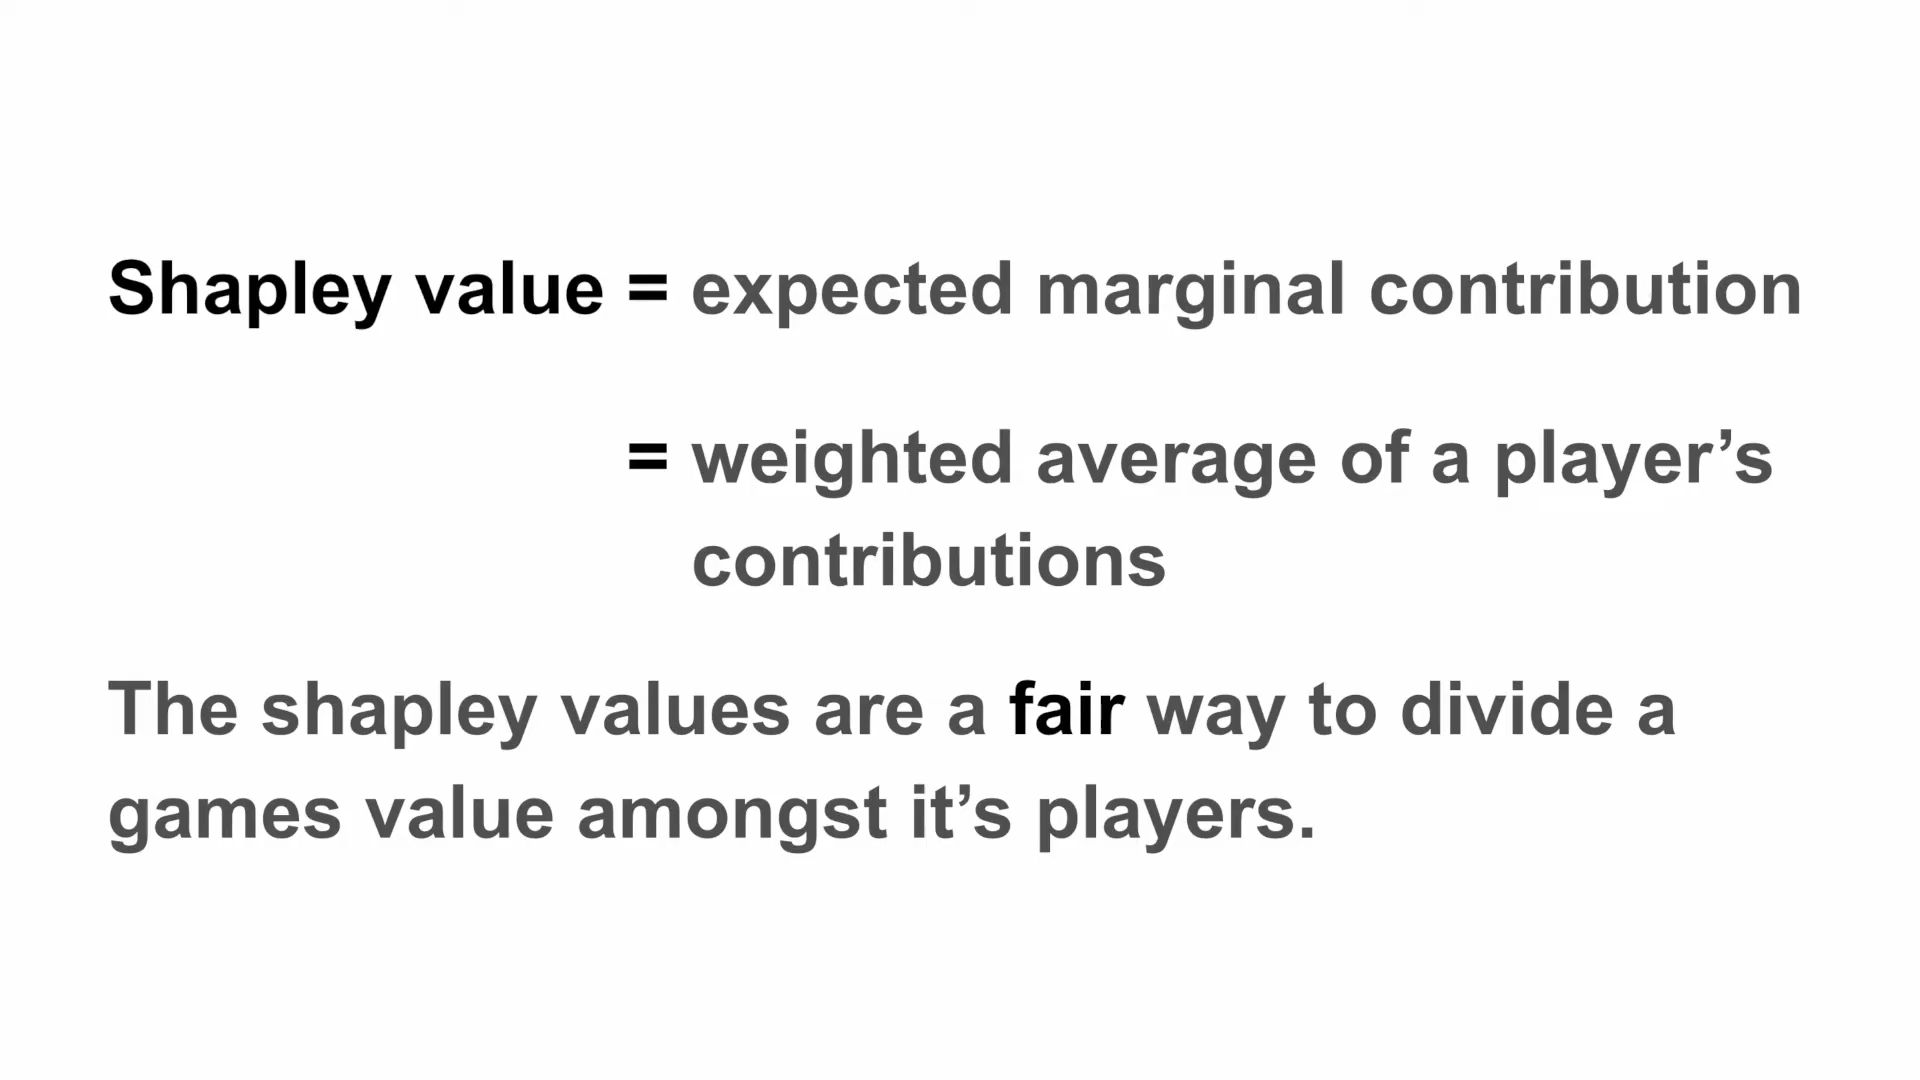 Shapley value = expected marginal contribution
= weighted average of a player’s
contributions
The shapley values are a fair way to divide a
games value amongst it’s players.